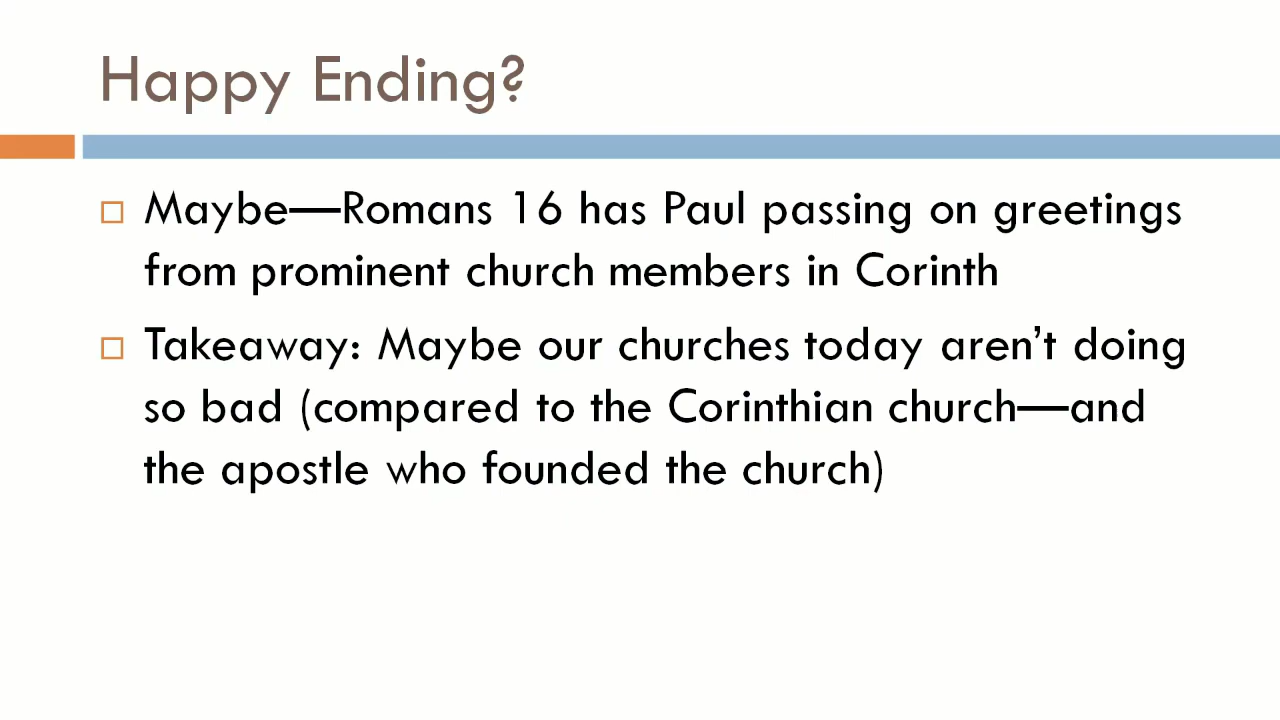 Happy Ending?
Maybe—Romans 16 has Paul passing on greetings
from prominent church members in Corinth
Takeaway: Maybe our churches today aren’t doing
so bad (compared to the Corinthian church—and
the apostle who founded the church)